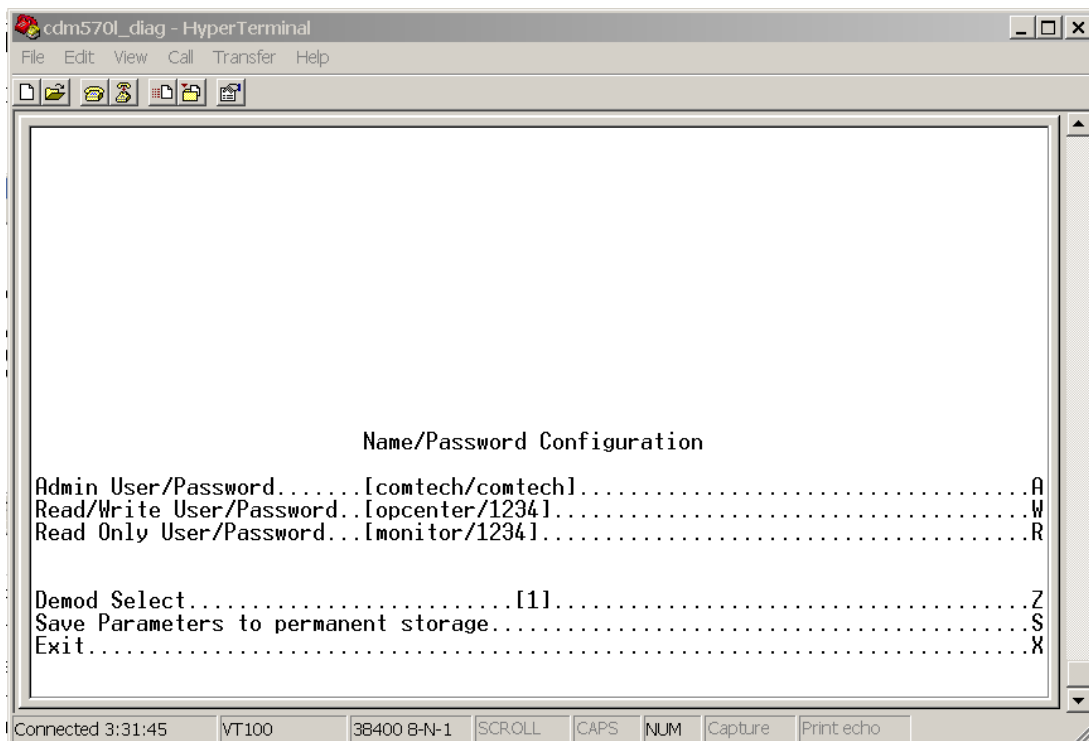 cdm570l_diag - HyperTerminal
File Edit View Call Transfer Help
Name/Password Configuration
Admin User/Password.......[comtech/comtech]...................................A
Read/Write User/Password..[opcenter/1234].....................................W
Read Only User/Password...[monitor/1234]......................................R
Demod Select..........................[1].....................................Z
Save Parameters to permanent storage..........................................S
Exit..........................................................................X
Connected 3:31:45 VT100 38400 8-N-1 SCROLL CAPS NUM Capture Print echo